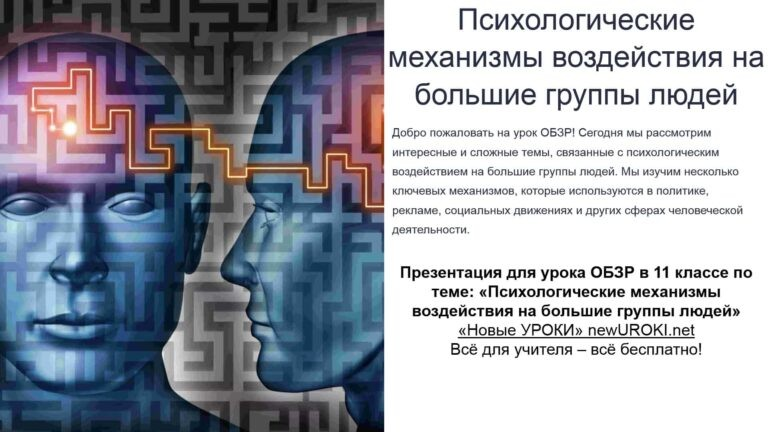 Психологические
механизмы воздействия на
большие группы людей
Добро пожаловать на урок ОБЗР! Сегодня мы рассмотрим
интересные и сложные темы, связанные с психологическим
воздействием на большие группы людей. Мы изучим несколько
ключевых механизмов, которые используются в политике,
рекламе, социальных движениях и других сферах человеческой
деятельности.
Презентация для урока ОБЗР в 11 классе по
теме: «Психологические механизмы
воздействия на большие группы людей»
«Новые УРОКИ» newUROKI.net
Всё для учителя – всё бесплатно!